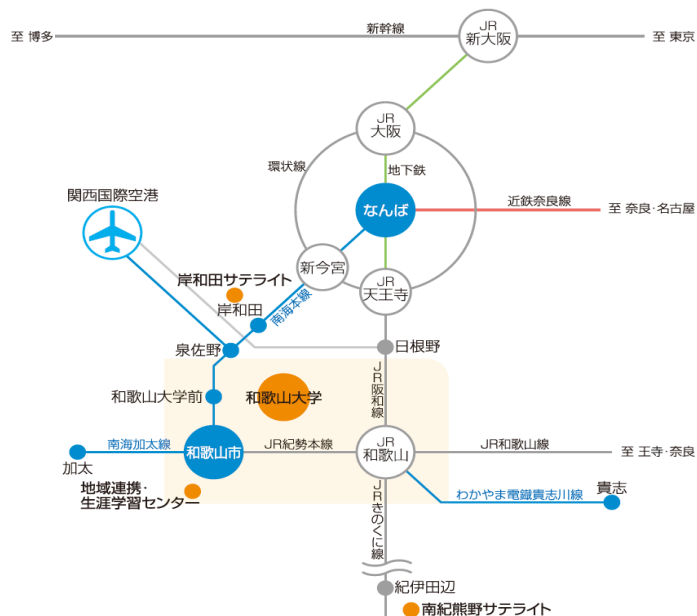 新幹線
至 博多
JR
新大阪
至 東京
JR
大阪
環状線
地下鉄
関西国際空港
なんば
近鉄奈良線
至 奈良・名古屋
新今宮
岸和田サテライト
JR
天王寺
岸和田
南海本線
泉佐野
日根野
JR阪和線
和歌山大学前
和歌山大学
南海加太線
和歌山市
JR紀勢本線
JR
和歌山
JR和歌山線
至 王寺・奈良
加太
地域連携・
生涯学習センター
わかやま電鐵貴志川線
貴志
JRきのくに線
紀伊田辺
南紀熊野サテライト